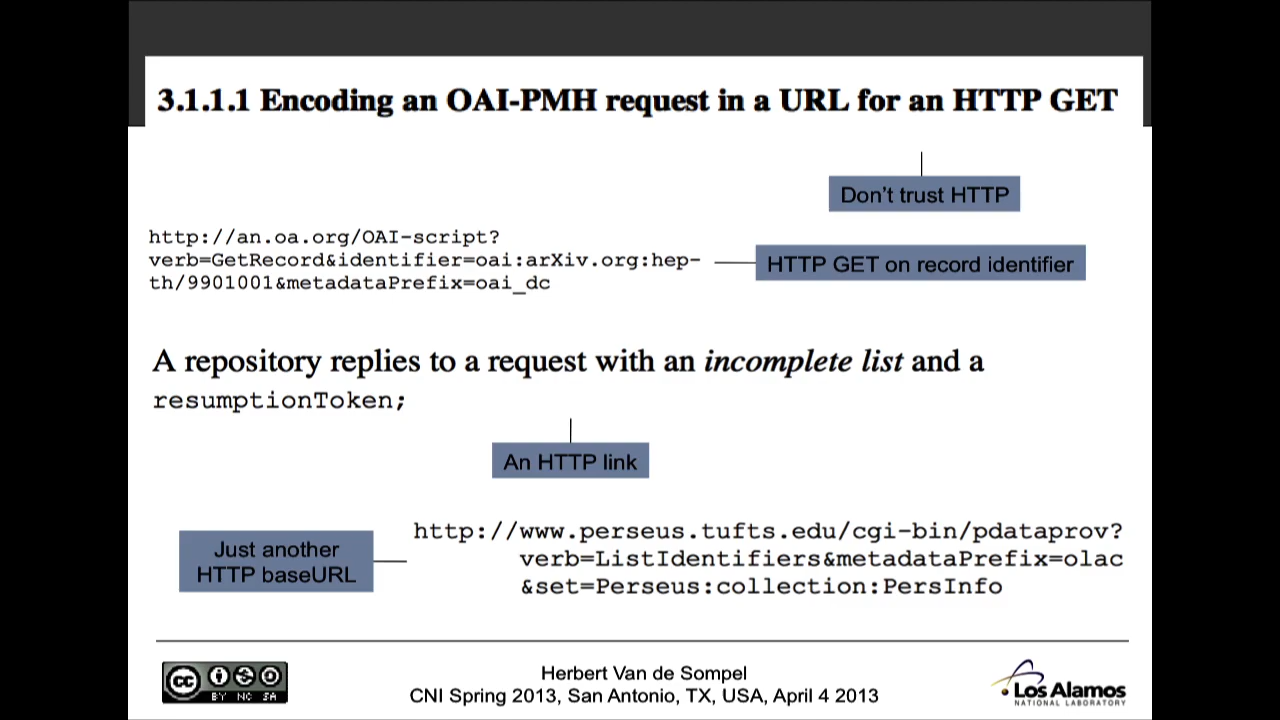 3.1.1.1 Encoding an OAI-PMH request in a URL for an HTTP GET
Don't trust HTTP
http://an.oa.org/OAI-script?
verb=GetRecord&identifier=oai:arXiv.org:hep-
th/9901001&metadataPrefix=oai_dc
HTTP GET on record identifier
A repository replies to a request with an incomplete list and a
resumptionToken;
An HTTP link
Just another
HTTP baseURL
http://www.perseus.tufts.edu/cgi-bin/pdataprov?
verb=ListIdentifiers&metadataPrefix=olac
&set=Perseus:collection:PersInfo
cc
BY NC SA
Herbert Van de Sompel
CNI Spring 2013, San Antonio, TX, USA, April 4 2013
Los Alamos
NATIONAL LABORATORY